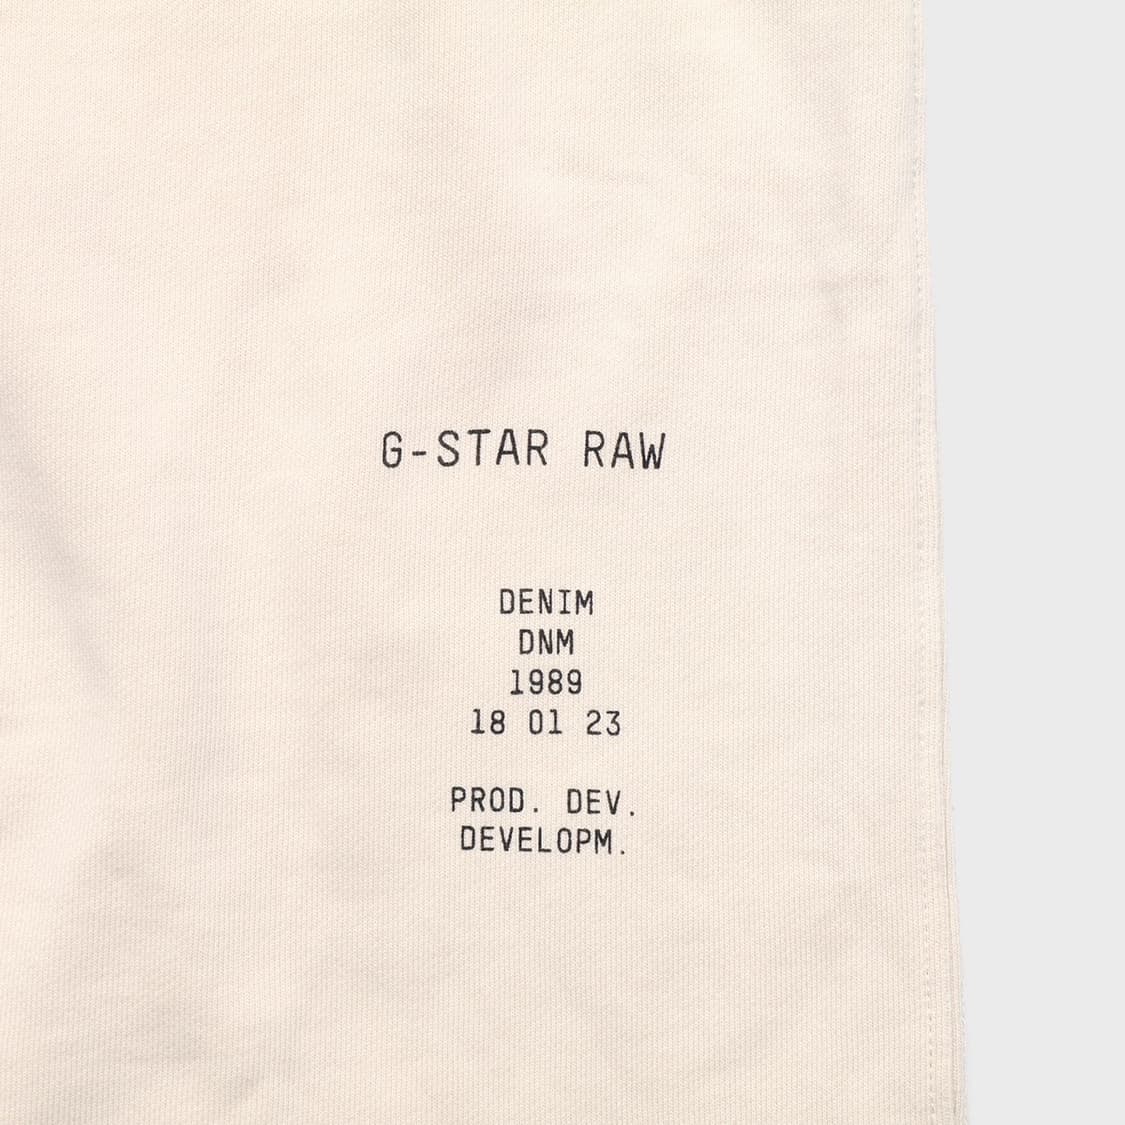 G-STAR RAW
DENIM
DNM
1989
18 01 23
PROD. DEV.
DEVELOPM.